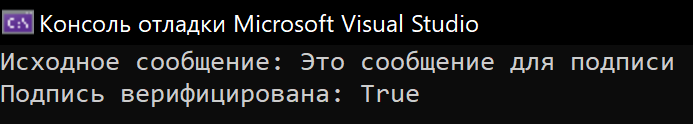 C:\ Консоль отладки Microsoft Visual Studio
Исходное сообщение: Это сообщение для подписи
Подпись верифицирована: True